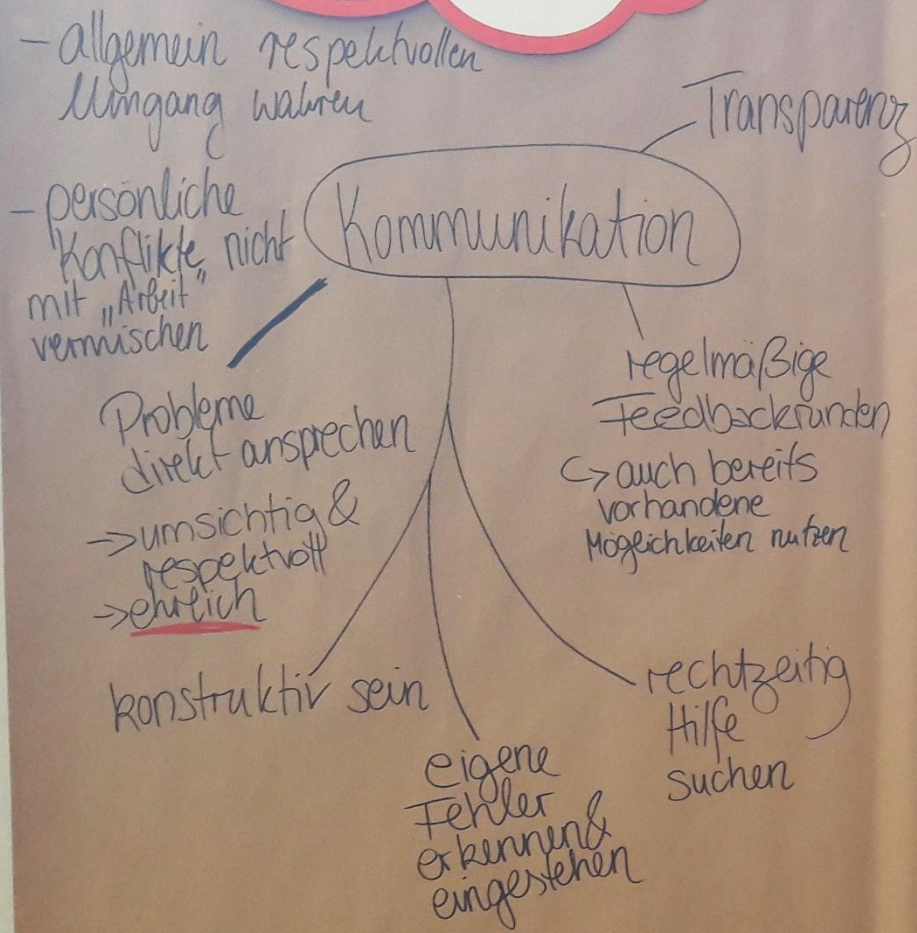 - allgemein respektvollen
Umgang wahren
Transparenz
- persönliche
Konflikte nicht
mit „Arbeit"
vermischen
Kommunikation
Probleme
direkt ansprechen
-> umsichtig &
respektvoll
-> ehrlich
regelmäßige
Feedbackrunden
↪ auch bereits
vorhandene
Möglichkeiten nutzen
konstruktiv sein
eigene
Fehler
erkennen &
eingestehen
rechtzeitig
Hilfe
suchen